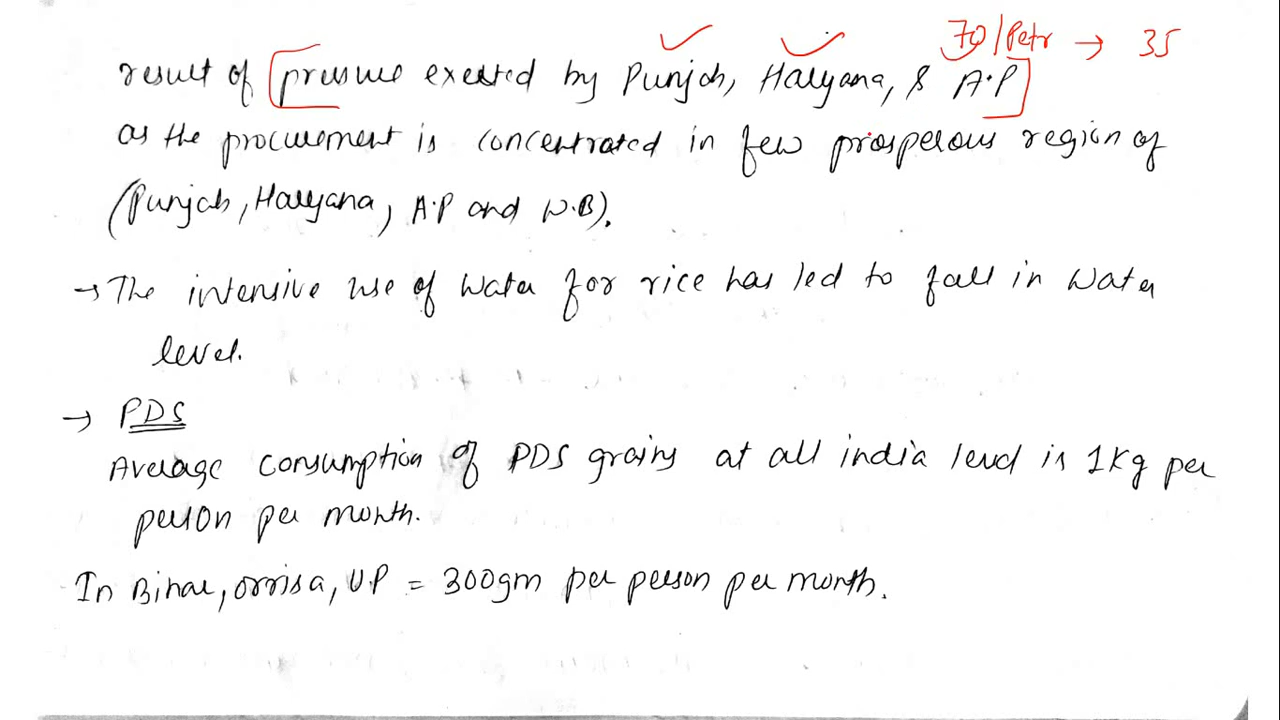 70/Petr → 35
result of [pressure exerted by Punjab, Haryana, & A.P]
as the procurement is concentrated in few prosperous region of
(Punjab, Haryana, A.P and W.B).
→ The intensive use of water for rice has led to fall in water
level.
→ PDS
Average consumption of PDS grains at all india level is 1kg per
person per month.
In Bihar, orrisa, U.P = 300gm per person per month.